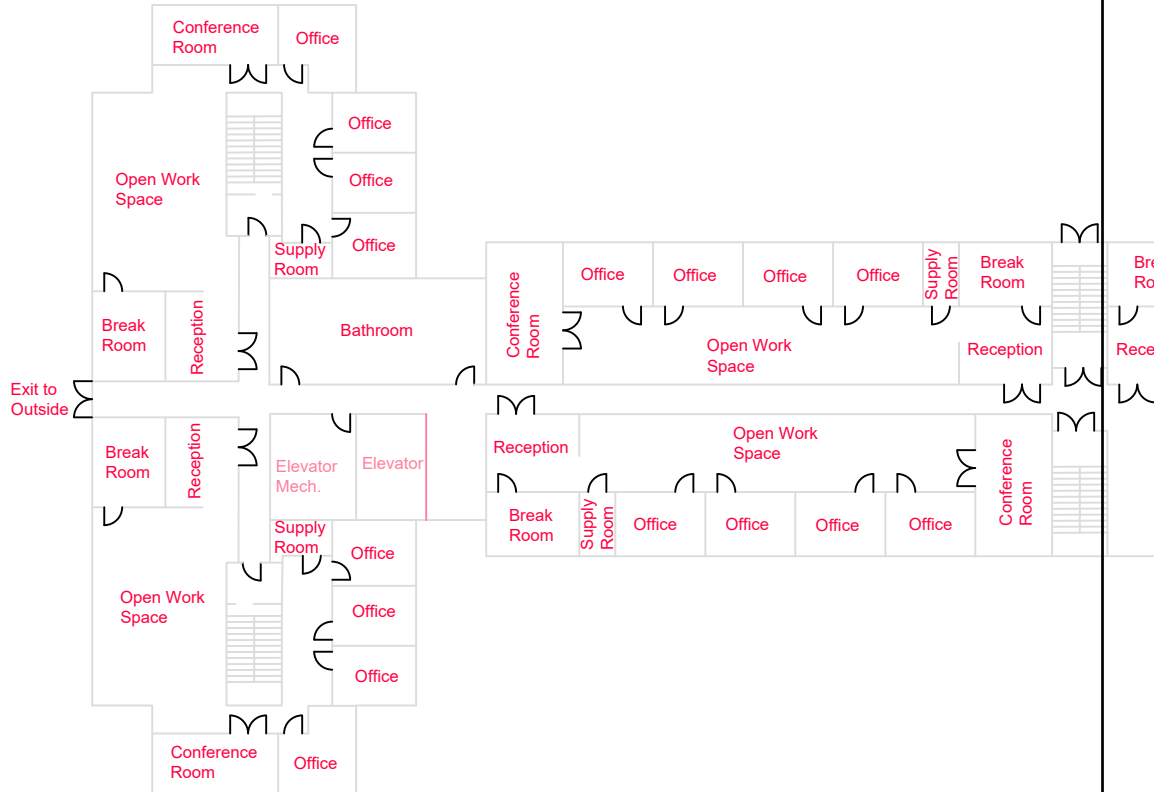 Conference
Room
Office
Office
Open Work
Space
Office
Supply
Room
Office
Break
Room
Reception
Bathroom
Conference
Room
Office
Office
Office
Office
Supply
Room
Break
Room
Bre
Ro
Open Work
Space
Reception
Rece
Exit to
Outside
Break
Room
Reception
Elevator
Mech.
Elevator
Reception
Open Work
Space
Conference
Room
Supply
Room
Office
Break
Room
Supply
Room
Office
Office
Office
Office
Open Work
Space
Office
Office
Conference
Room
Office